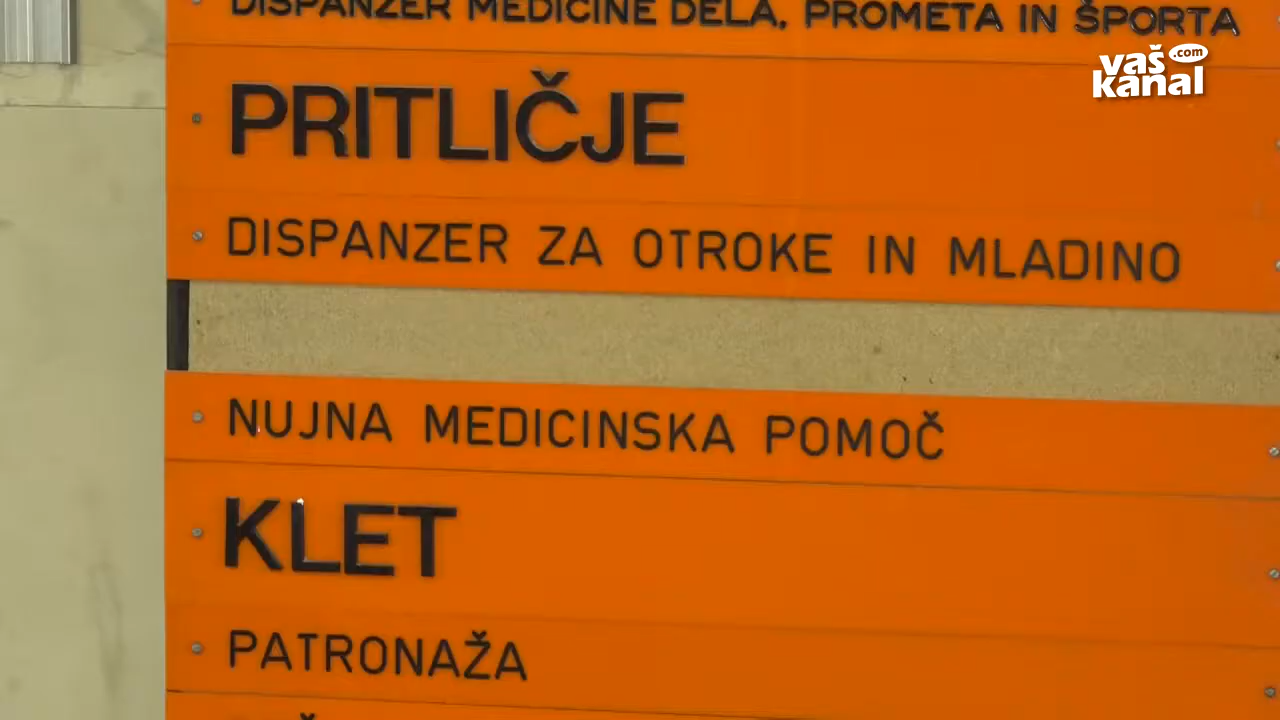 DISPANZER MEDICINE DELA, PROMETA IN ŠPORTA
vaš
.com
kanal
PRITLIČJE
DISPANZER ZA OTROKE IN MLADINO
NUJNA MEDICINSKA POMOČ
KLET
PATRONAŽA